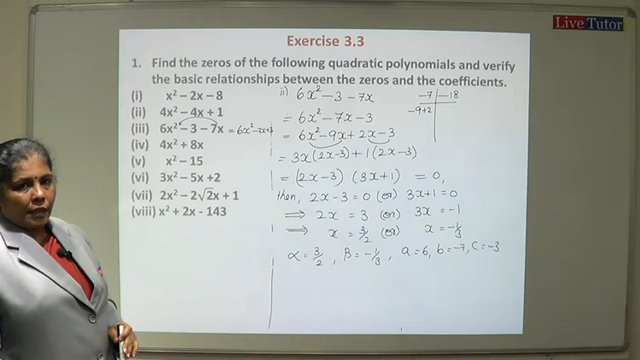 Live Tutor
Exercise 3.3
1. Find the zeros of the following quadratic polynomials and verify
the basic relationships between the zeros and the coefficients.
(i) x² – 2x – 8
(ii) 4x² – 4x + 1
(iii) 6x² – 3 – 7x
(iv) 4x² + 8x
(v) x² – 15
(vi) 3x² – 5x +2
(vii) 2x² – 2√2x + 1
(viii) x² + 2x - 143
ii) 6x² – 3 – 7x
= 6x² – 7x – 3
= 6x² – 9x + 2x – 3
= 3x (2x – 3) + 1 (2x – 3)
= (2x – 3) (3x + 1) = 0,
then, 2x – 3 = 0 (or) 3x + 1 = 0
⟹ 2x = 3 (or) 3x = –1
⟹ x = 3/2 (or) x = –1/3
α = 3/2 , β = –1/3 , a = 6, b = –7, c = –3
–7 | –18
–9+2